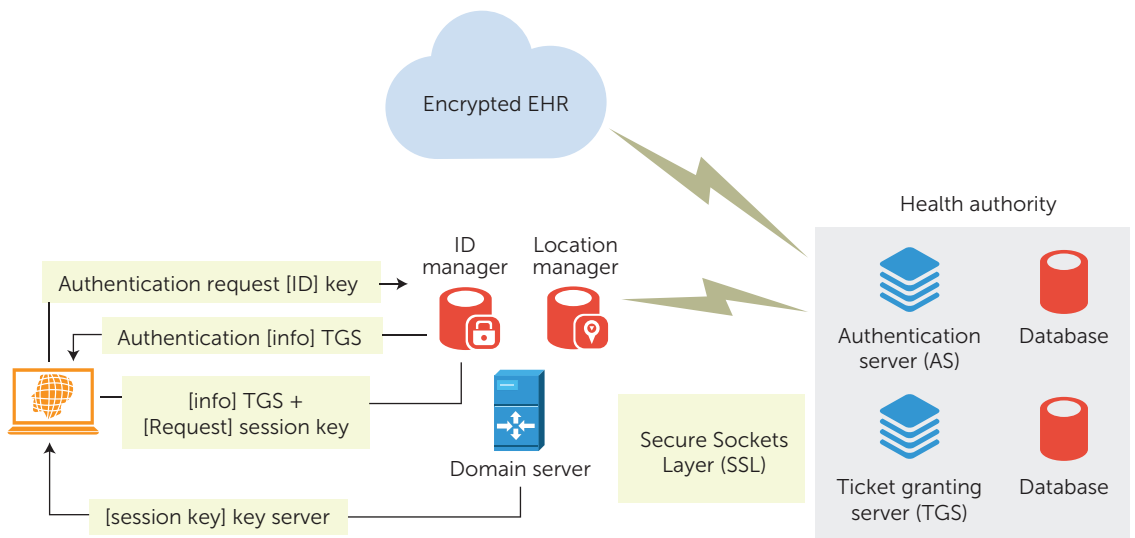 Encrypted EHR
Health authority
ID
manager
Location
manager
Authentication request [ID] key
Authentication [info] TGS
[info] TGS +
[Request] session key
Domain server
[session key] key server
Secure Sockets
Layer (SSL)
Authentication
server (AS)
Database
Ticket granting
server (TGS)
Database